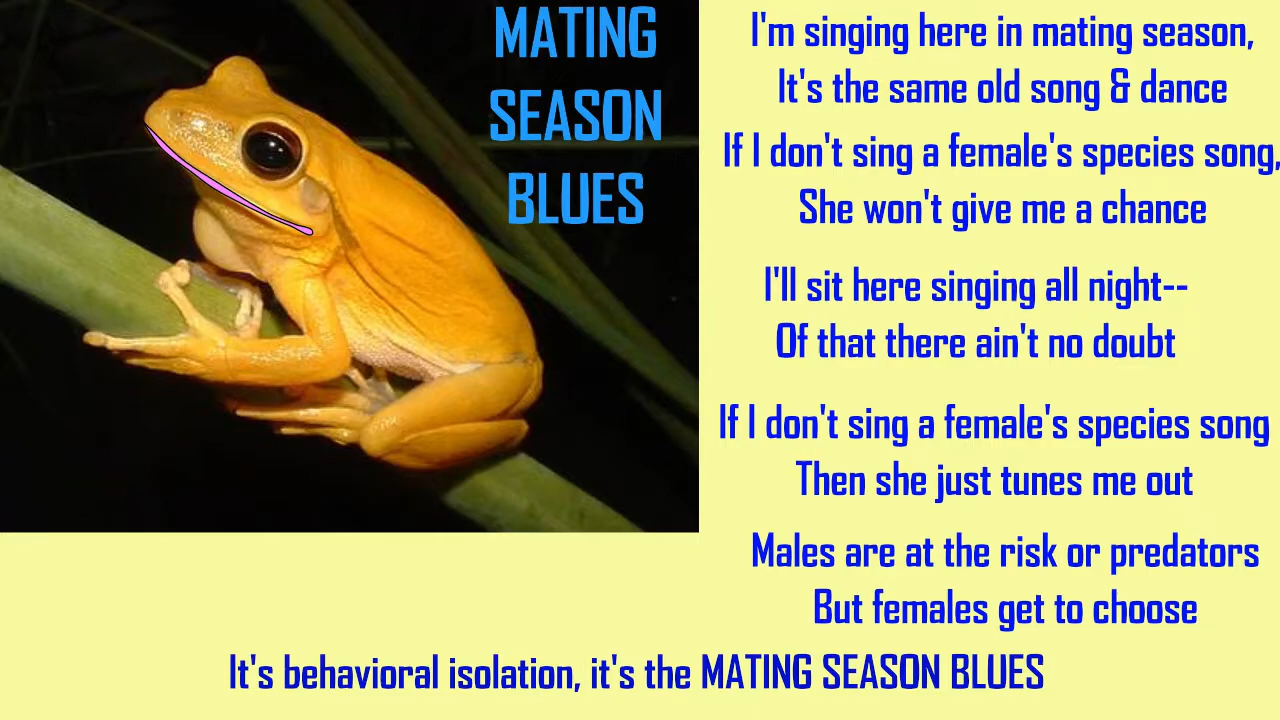 MATING
SEASON
BLUES
I'm singing here in mating season,
It's the same old song & dance
If I don't sing a female's species song,
She won't give me a chance
I'll sit here singing all night--
Of that there ain't no doubt
If I don't sing a female's species song
Then she just tunes me out
Males are at the risk or predators
But females get to choose
It's behavioral isolation, it's the MATING SEASON BLUES